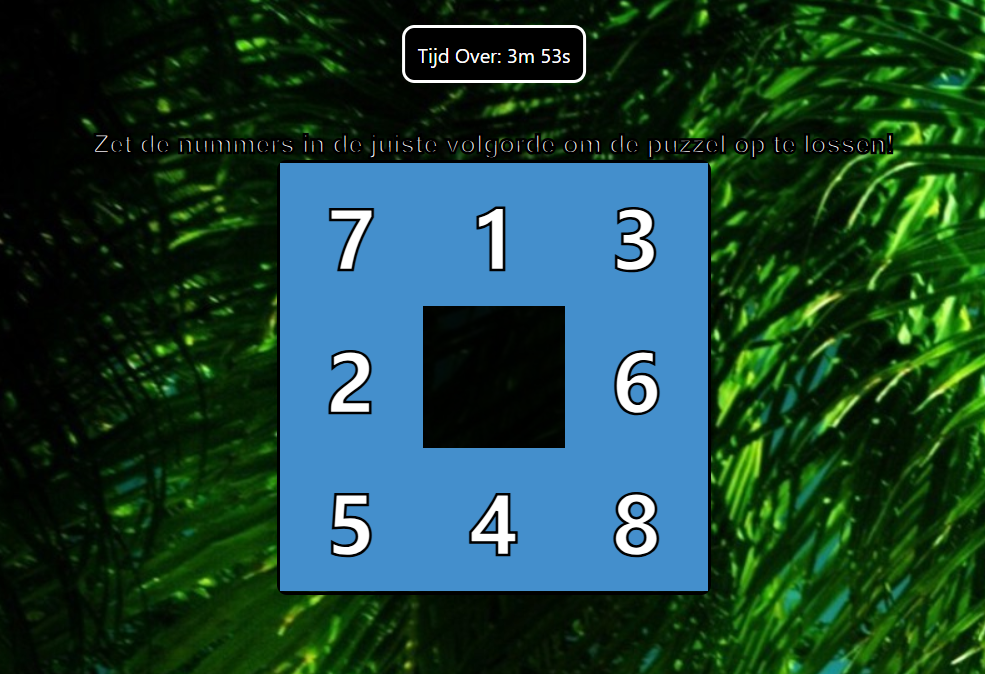 Tijd Over: 3m 53s
Zet de nummers in de juiste volgorde om de puzzel op te lossen!
7 1 3
2 6
5 4 8